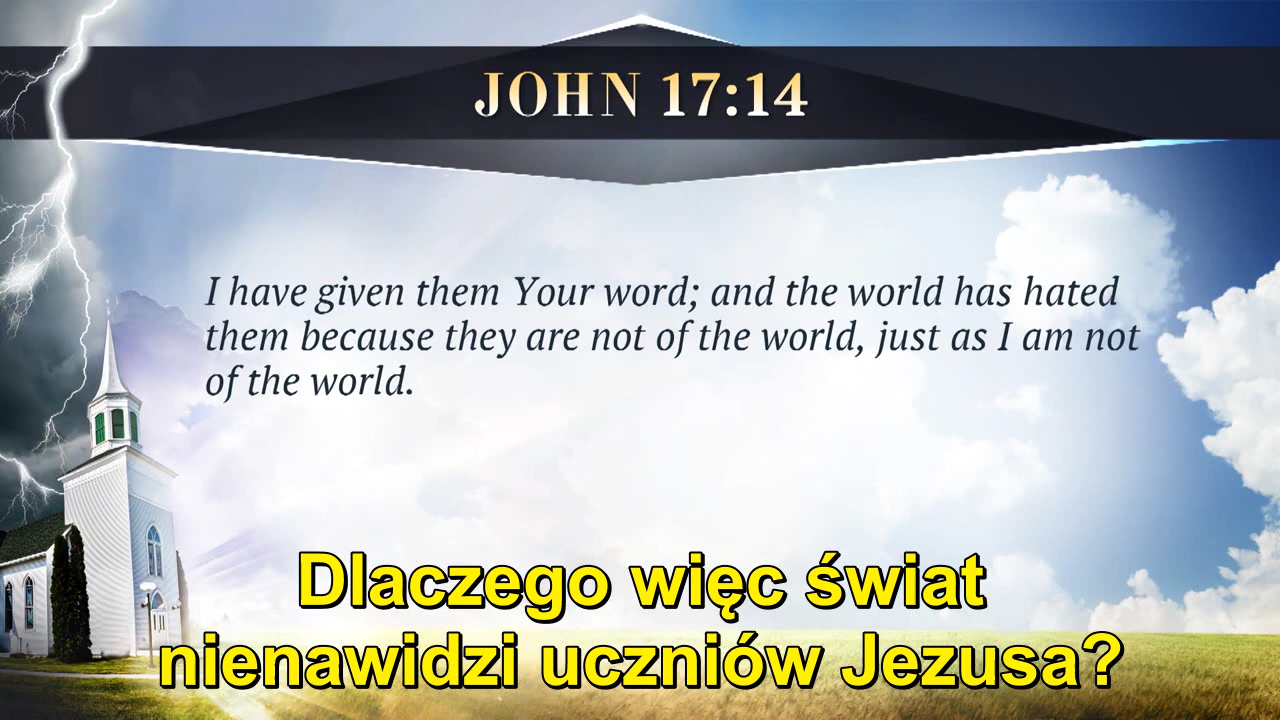 JOHN 17:14
I have given them Your word; and the world has hated
them because they are not of the world, just as I am not
of the world.
Dlaczego więc świat
nienawidzi uczniów Jezusa?